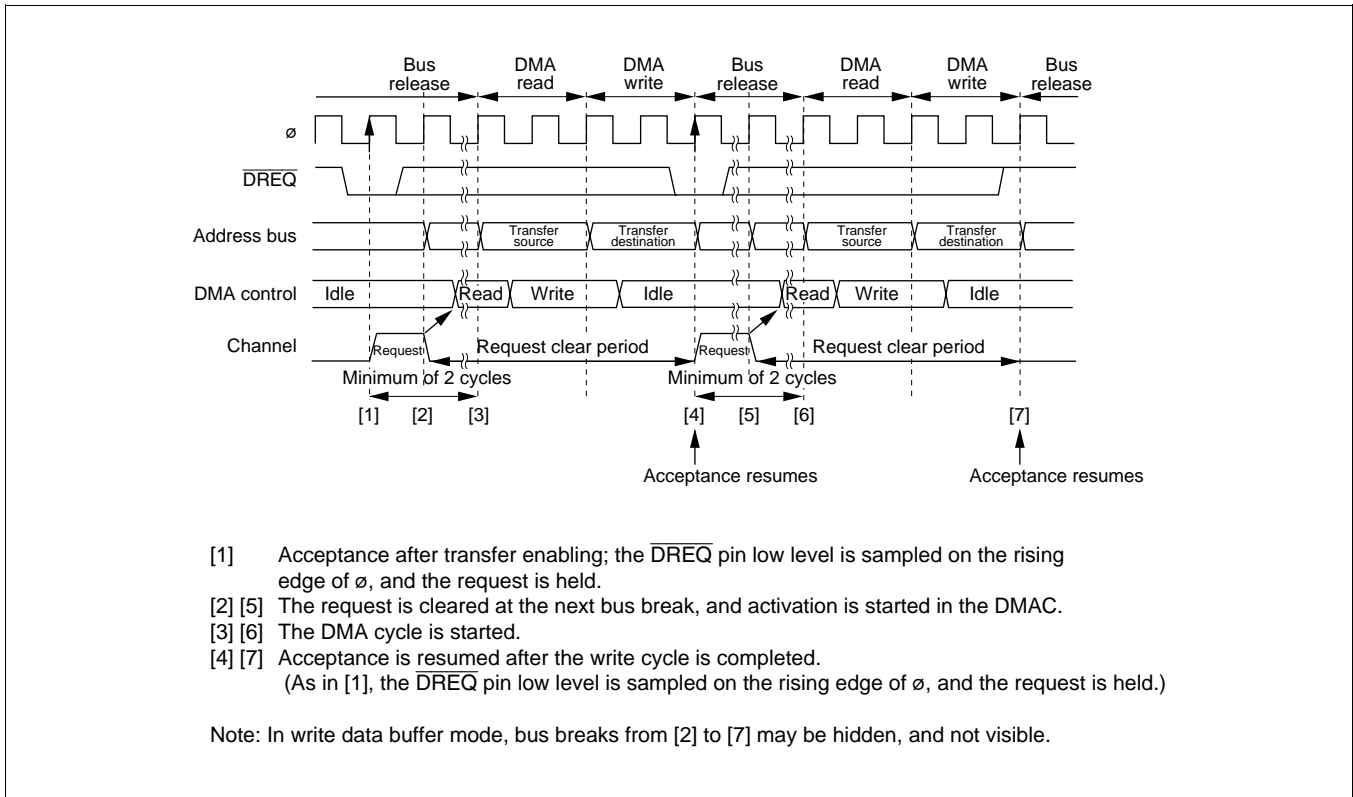 Bus release DMA read DMA write Bus release DMA read DMA write Bus release
ø
DREQ
Address bus Transfer source Transfer destination Transfer source Transfer destination
DMA control Idle Read Write Idle Read Write Idle
Channel Request Request clear period Request Request clear period
Minimum of 2 cycles Minimum of 2 cycles
[1] [2] [3] [4] [5] [6] [7]
Acceptance resumes Acceptance resumes
[1] Acceptance after transfer enabling; the DREQ pin low level is sampled on the rising
edge of ø, and the request is held.
[2] [5] The request is cleared at the next bus break, and activation is started in the DMAC.
[3] [6] The DMA cycle is started.
[4] [7] Acceptance is resumed after the write cycle is completed.
(As in [1], the DREQ pin low level is sampled on the rising edge of ø, and the request is held.)
Note: In write data buffer mode, bus breaks from [2] to [7] may be hidden, and not visible.